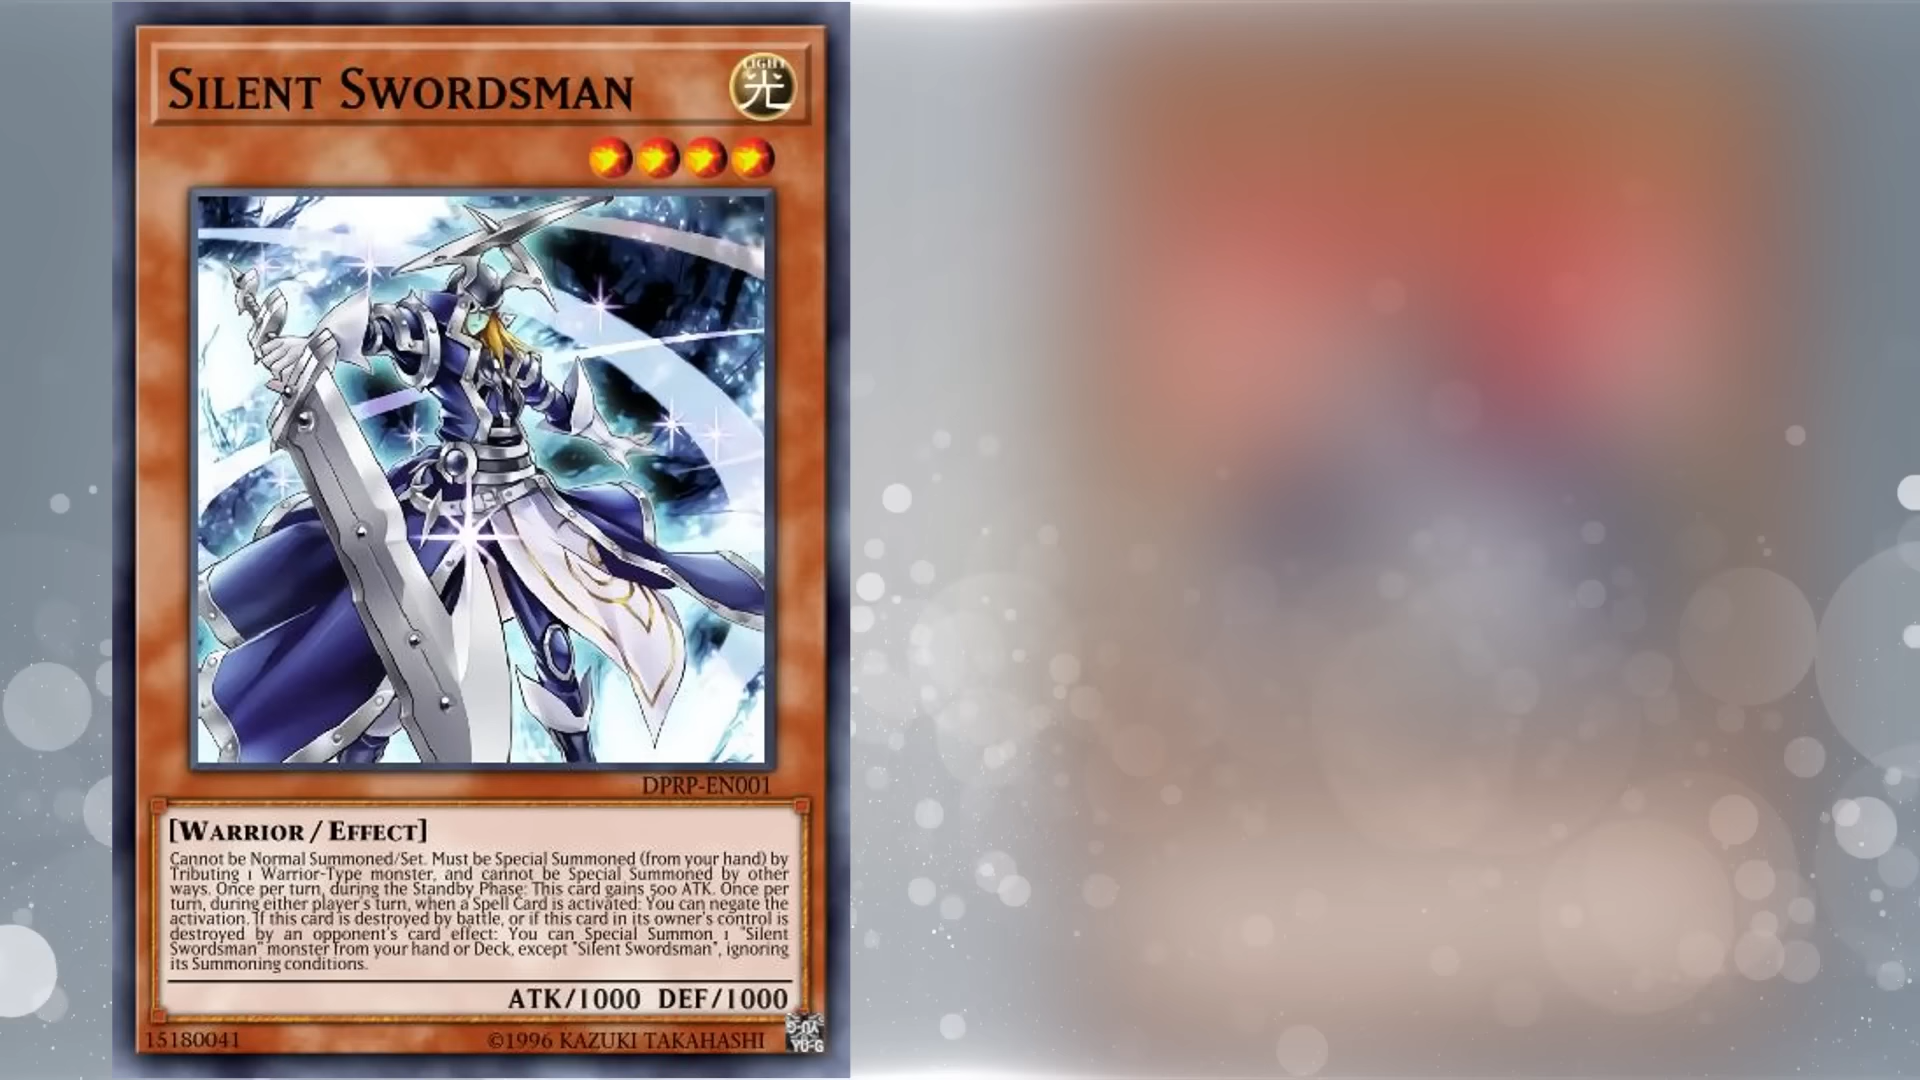 SILENT SWORDSMAN
LIGHT
光
DPRP-EN001
[WARRIOR / EFFECT]
Cannot be Normal Summoned/Set. Must be Special Summoned (from your hand) by
Tributing 1 Warrior-Type monster, and cannot be Special Summoned by other
ways. Once per turn, during the Standby Phase: This card gains 500 ATK. Once per
turn, during either player's turn, when a Spell Card is activated: You can negate the
activation. If this card is destroyed by battle, or if this card in its owner's control is
destroyed by an opponent's card effect: You can Special Summon 1 "Silent
Swordsman" monster from your hand or Deck, except "Silent Swordsman", ignoring
its Summoning conditions.
ATK/1000 DEF/1000
15180041
©1996 KAZUKI TAKAHASHI